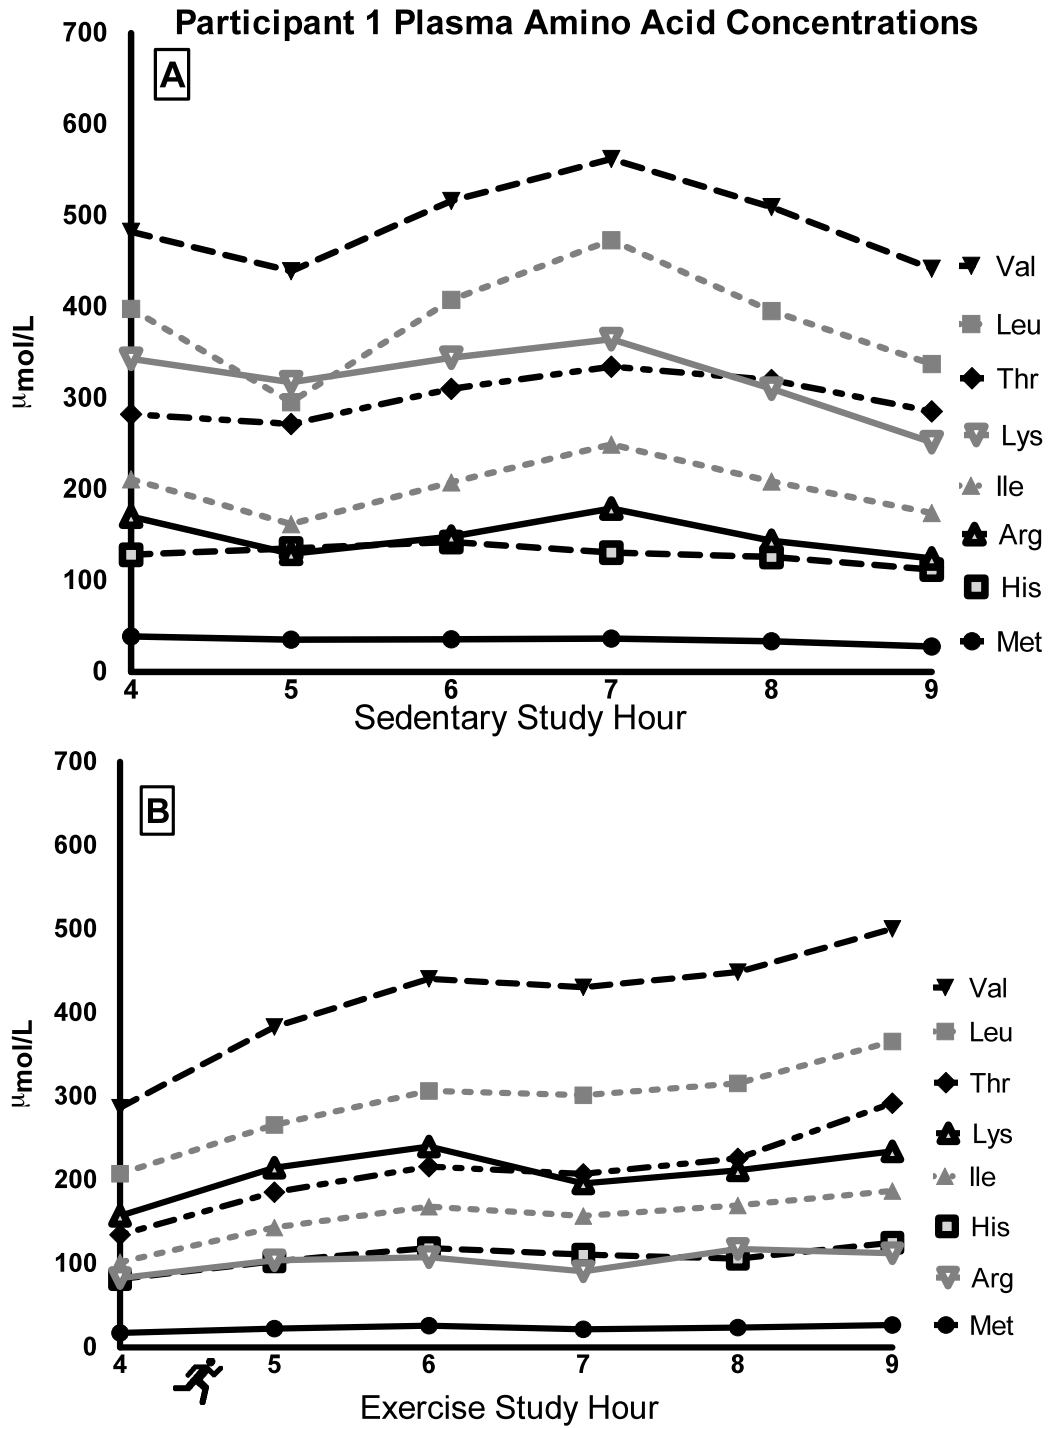 Participant 1 Plasma Amino Acid Concentrations
700
A
600
500
400
300
200
100
0
μmol/L
4 5 6 7 8 9
Sedentary Study Hour
Val
Leu
Thr
Lys
Ile
Arg
His
Met
700
B
600
500
400
300
200
100
0
μmol/L
4 5 6 7 8 9
Exercise Study Hour
Val
Leu
Thr
Lys
Ile
His
Arg
Met